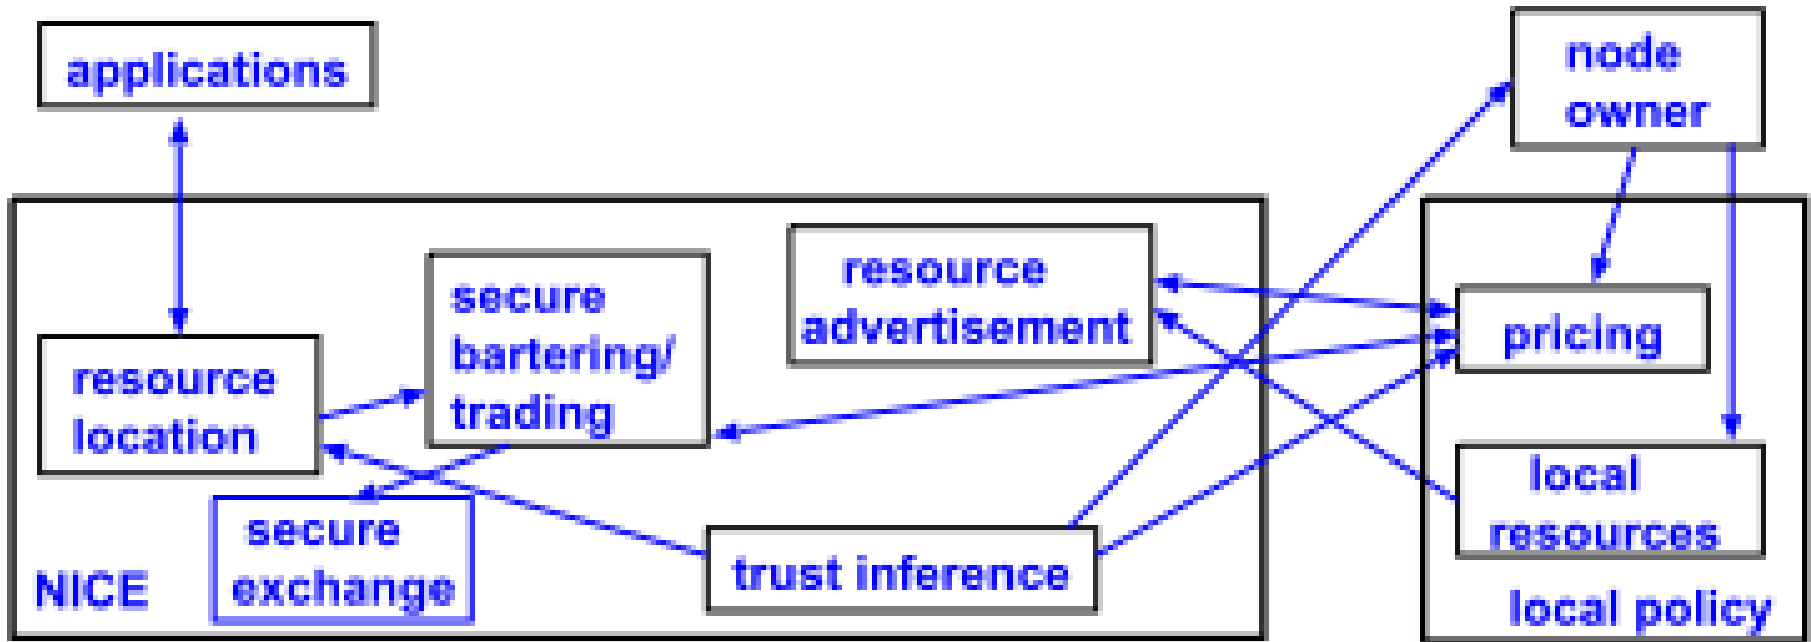 applications
node
owner
resource
location
secure
bartering/
trading
resource
advertisement
pricing
secure
exchange
trust inference
local
resources
NICE
local policy